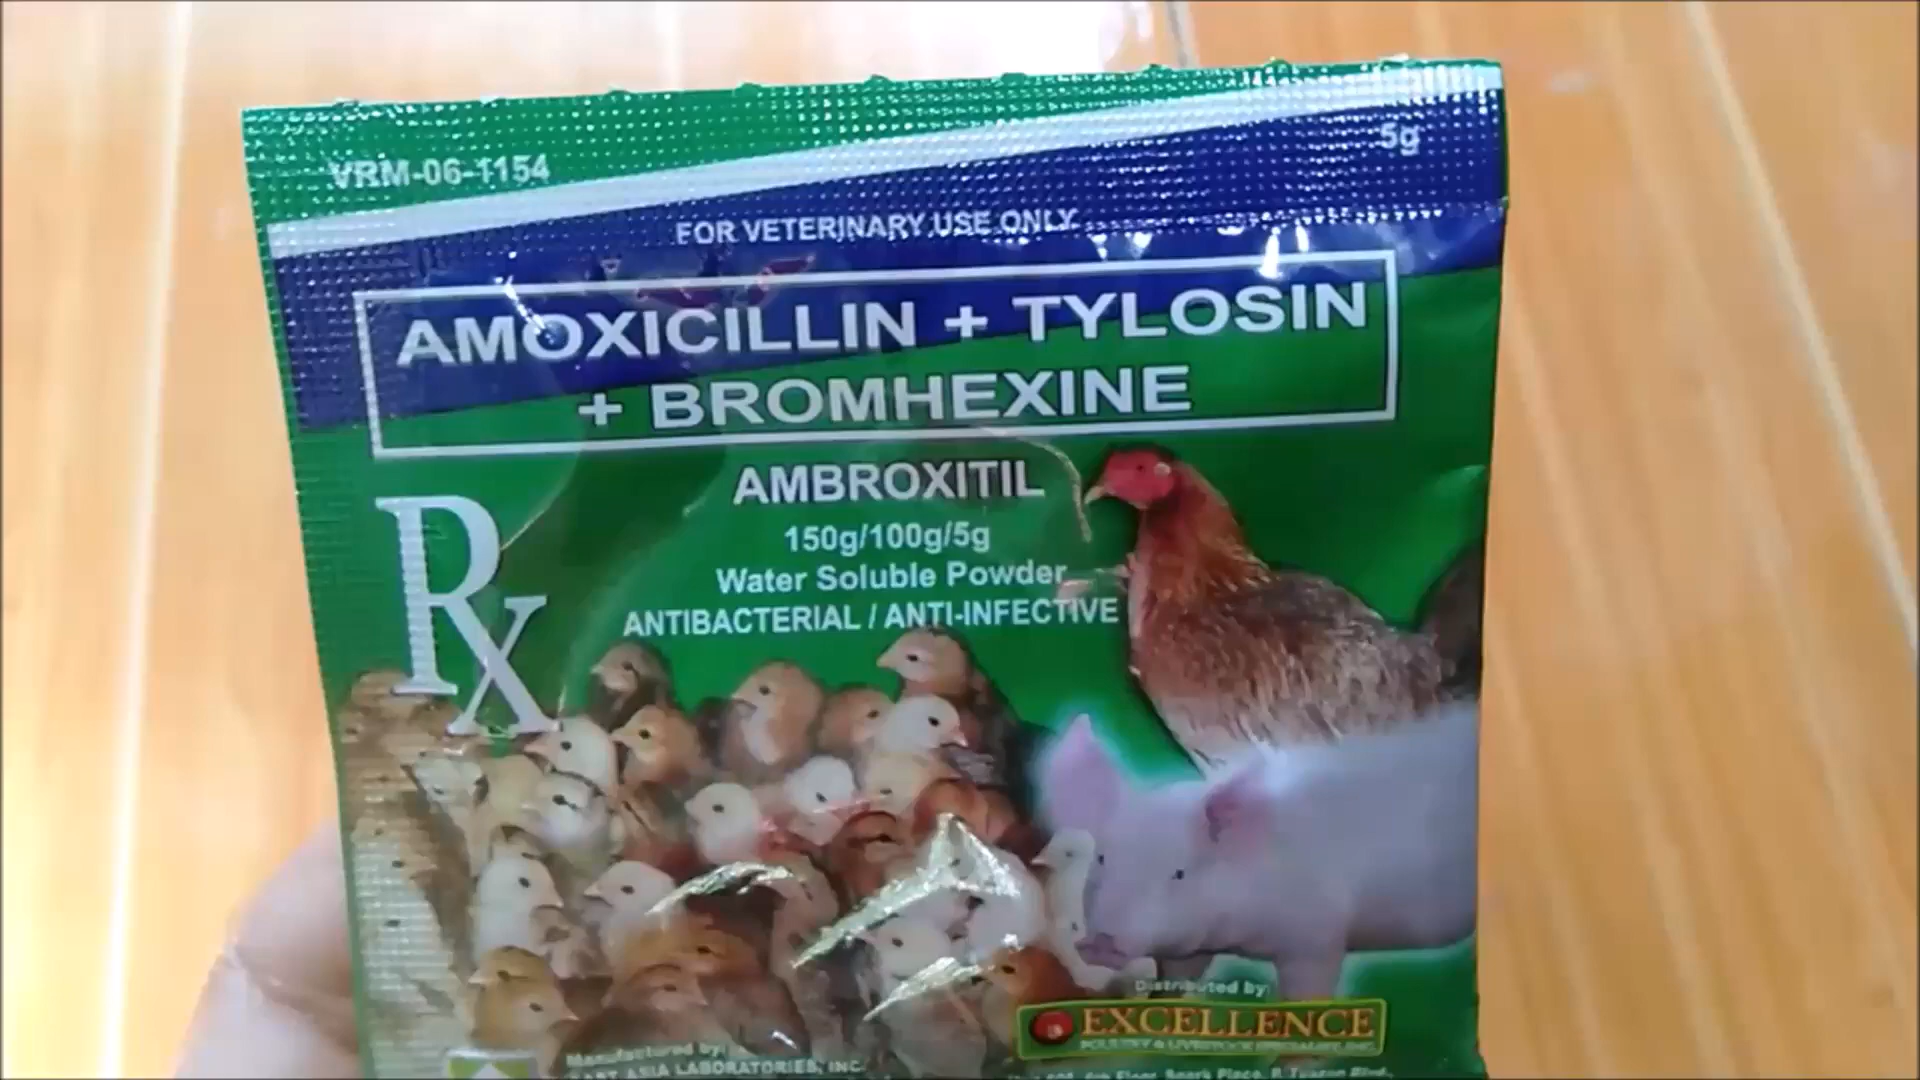 VRM-06-1154
5g
FOR VETERINARY USE ONLY
AMOXICILLIN + TYLOSIN
+ BROMHEXINE
AMBROXITIL
150g/100g/5g
Water Soluble Powder
ANTIBACTERIAL / ANTI-INFECTIVE
Rx
Distributed by:
EXCELLENCE
POULTRY & LIVESTOCK SPECIALIST, INC.
Manufactured by:
EAST ASIA LABORATORIES, INC.